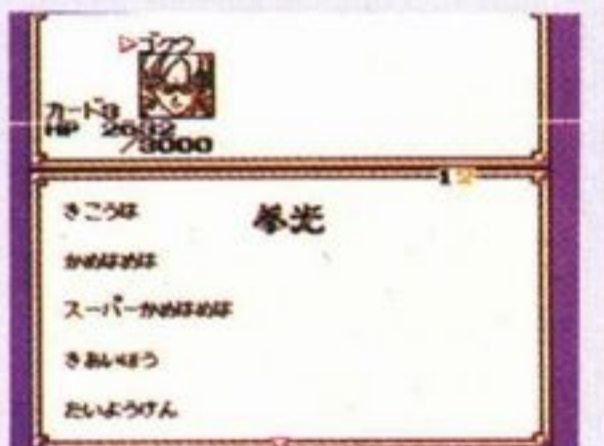 ▷ゴクウ
カード3
HP 2632
/3000
1 2
きこうは
拳光
かめはめは
スーパーかめはめは
きあいほう
たいようけん